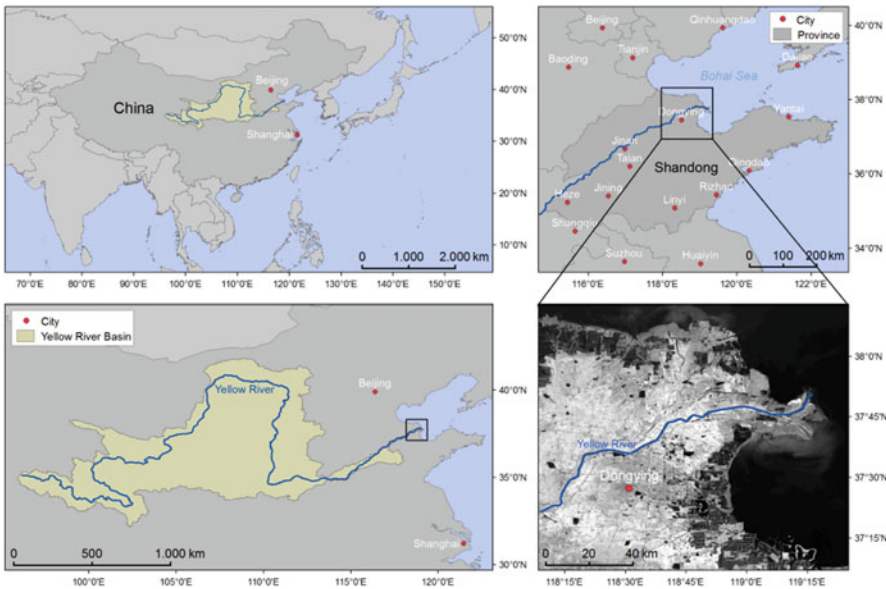 50°0'N
40°0'N
30°0'N
20°0'N
10°0'N
China
Beijing
Shanghai
0 1.000 2.000 km
65°0'E 80°0'E 90°0'E 100°0'E 110°0'E 120°0'E 130°0'E 150°0'E
City
Province
Beijing
Qinhuangdao
Tianjin
Baoding
Dalian
Bohai Sea
Dongying
Yantai
Jinan
Taian
Shandong
Qingdao
Heze
Jining
Rizhao
Linyi
Shungqiu
Suzhou
Huaiyin
0 100 200 km
40°0'N
38°0'N
36°0'N
34°0'N
116°0'E 118°0'E 120°0'E 122°0'E
City
Yellow River Basin
Beijing
Yellow River
Shanghai
0 500 1.000 km
40°0'N
35°0'N
30°0'N
100°0'E 105°0'E 110°0'E 115°0'E 120°0'E
Yellow River
Dongying
0 20 40 km
38°0'N
37°45'N
37°30'N
37°15'N
118°15'E 118°30'E 118°45'E 119°0'E 119°15'E